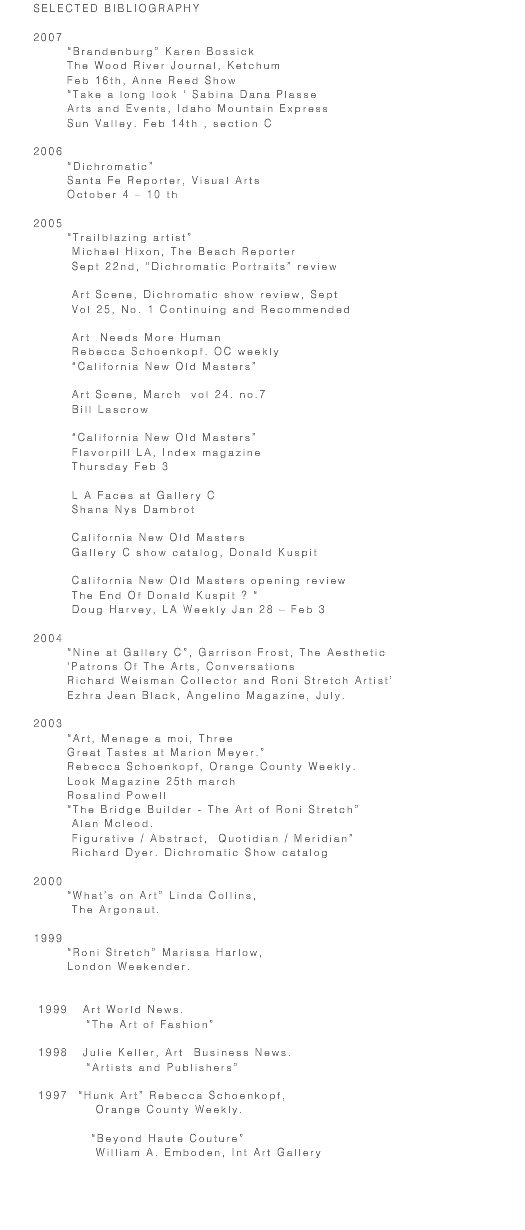 SELECTED BIBLIOGRAPHY
2007
"Brandenburg" Karen Bossick
The Wood River Journal, Ketchum
Feb 16th, Anne Reed Show
"Take a long look ' Sabina Dana Plasse
Arts and Events, Idaho Mountain Express
Sun Valley. Feb 14th , section C
2006
"Dichromatic"
Santa Fe Reporter, Visual Arts
October 4 – 10 th
2005
"Trailblazing artist"
Michael Hixon, The Beach Reporter
Sept 22nd, "Dichromatic Portraits" review
Art Scene, Dichromatic show review, Sept
Vol 25, No. 1 Continuing and Recommended
Art Needs More Human
Rebecca Schoenkopf. OC weekly
"California New Old Masters"
Art Scene, March vol 24. no.7
Bill Lascrow
"California New Old Masters"
Flavorpill LA, Index magazine
Thursday Feb 3
L A Faces at Gallery C
Shana Nys Dambrot
California New Old Masters
Gallery C show catalog, Donald Kuspit
California New Old Masters opening review
The End Of Donald Kuspit ? "
Doug Harvey, LA Weekly Jan 28 – Feb 3
2004
"Nine at Gallery C", Garrison Frost, The Aesthetic
'Patrons Of The Arts, Conversations
Richard Weisman Collector and Roni Stretch Artist'
Ezhra Jean Black, Angelino Magazine, July.
2003
"Art, Menage a moi, Three
Great Tastes at Marion Meyer."
Rebecca Schoenkopf, Orange County Weekly.
Look Magazine 25th march
Rosalind Powell
"The Bridge Builder - The Art of Roni Stretch"
Alan Mcleod.
Figurative / Abstract, Quotidian / Meridian"
Richard Dyer. Dichromatic Show catalog
2000
"What's on Art" Linda Collins,
The Argonaut.
1999
"Roni Stretch" Marissa Harlow,
London Weekender.
1999 Art World News.
"The Art of Fashion"
1998 Julie Keller, Art Business News.
"Artists and Publishers"
1997 "Hunk Art" Rebecca Schoenkopf,
Orange County Weekly.
"Beyond Haute Couture"
William A. Emboden, Int Art Gallery